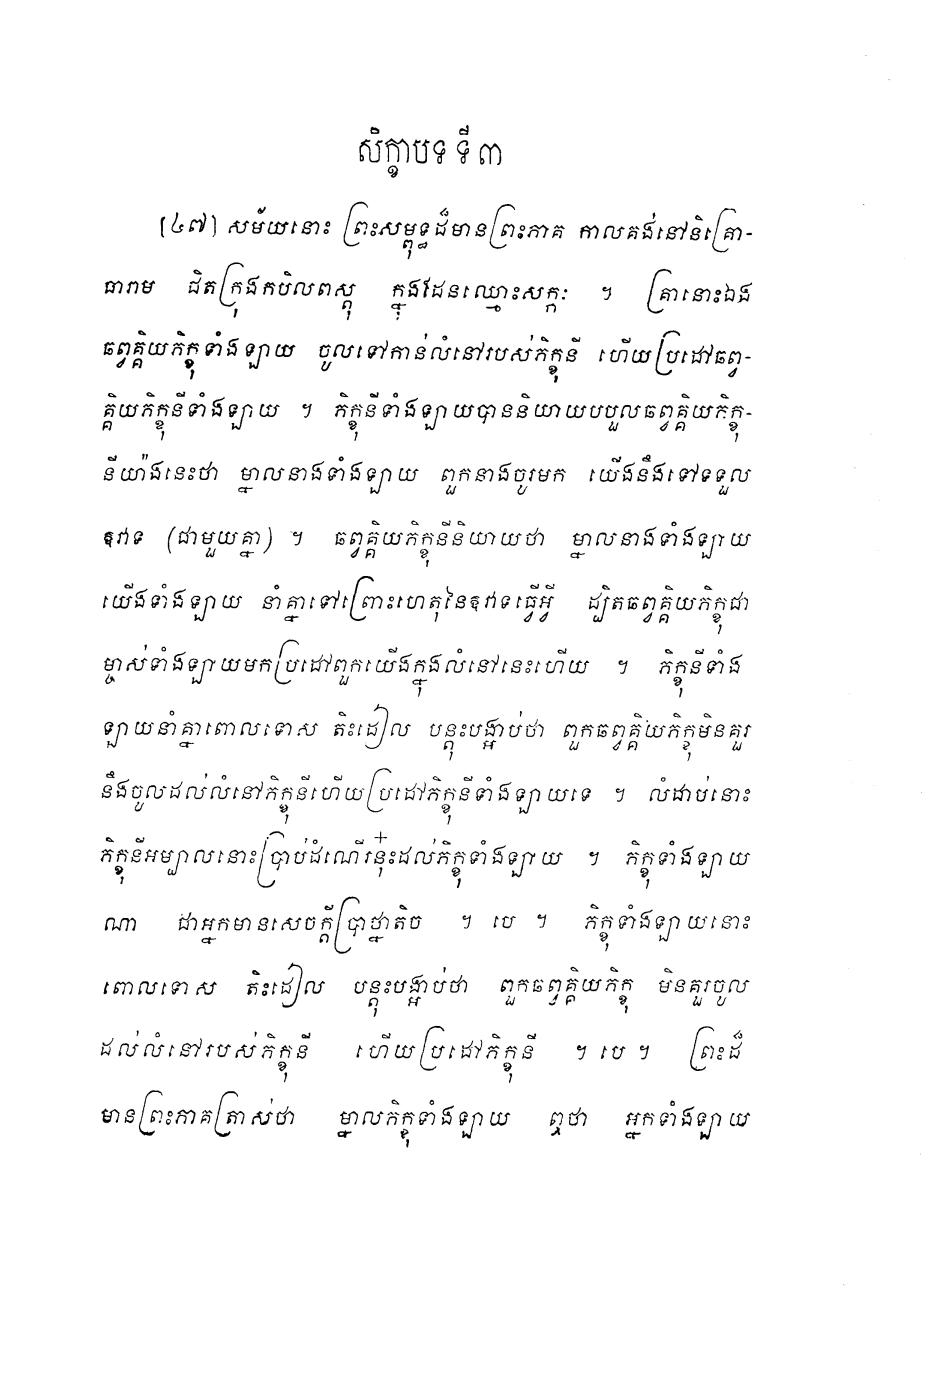 សិក្ខាបទ ទី ៣
[៤៧] សម័យនោះ ព្រះសម្ពុទ្ធដ៏មានព្រះភាគ កាលគង់នៅនិគ្រោ-
ធារាម ជិតក្រុងកបិលពស្តុ ក្នុងដែនឈ្មោះសក្កៈ ។ គ្រានោះឯង
ឆព្វគ្គិយភិក្ខុទាំងឡាយ ចូលទៅកាន់លំនៅរបស់ភិក្ខុនី ហើយប្រដៅឆព្វ-
គ្គិយភិក្ខុនីទាំងឡាយ ។ ភិក្ខុនីទាំងឡាយបាននិយាយបបួលឆព្វគ្គិយភិក្ខុ-
នីយ៉ាងនេះថា ម្នាលនាងទាំងឡាយ ពួកនាងចូរមក យើងនឹងទៅទទួល
ឱវាទ (ជាមួយគ្នា) ។ ឆព្វគ្គិយភិក្ខុនីនិយាយថា ម្នាលនាងទាំងឡាយ
យើងទាំងឡាយ នាំគ្នាទៅព្រោះហេតុនៃឱវាទធ្វើអ្វី ដ្បិតឆព្វគ្គិយភិក្ខុជា
ម្ចាស់ទាំងឡាយមកប្រដៅពួកយើងក្នុងលំនៅនេះហើយ ។ ភិក្ខុនីទាំង
ឡាយនាំគ្នាពោលទោស តិះដៀល បន្តុះបង្អាប់ថា ពួកឆព្វគ្គិយភិក្ខុមិនគួរ
នឹងចូលដល់លំនៅភិក្ខុនីហើយប្រដៅភិក្ខុនីទាំងឡាយទេ ។ លំដាប់នោះ
ភិក្ខុនីអម្បាលនោះប្រាប់ដំណើរនុ៎ះដល់ភិក្ខុទាំងឡាយ ។ ភិក្ខុទាំងឡាយ
ណា ជាអ្នកមានសេចក្តីប្រាថ្នាតិច ។ បេ ។ ភិក្ខុទាំងឡាយនោះ
ពោលទោស តិះដៀល បន្តុះបង្អាប់ថា ពួកឆព្វគ្គិយភិក្ខុ មិនគួរចូល
ដល់លំនៅរបស់ភិក្ខុនី ហើយប្រដៅភិក្ខុនី ។ បេ ។ ព្រះដ៏
មានព្រះភាគត្រាស់ថា ម្នាលភិក្ខុទាំងឡាយ ឮថា អ្នកទាំងឡាយ